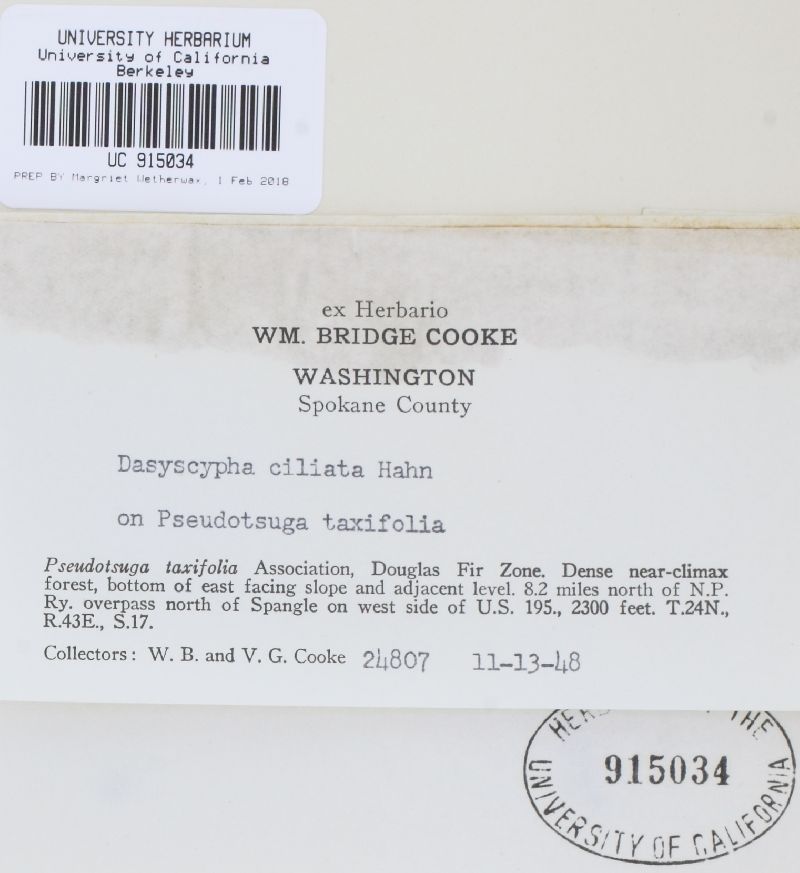 UNIVERSITY HERBARIUM
University of California
Berkeley
UC 915034
PREP BY Margriet Wetherwax, 1 Feb 2018
ex Herbario
WM. BRIDGE COOKE
WASHINGTON
Spokane County
Dasyscypha ciliata Hahn
on Pseudotsuga taxifolia
Pseudotsuga taxifolia Association, Douglas Fir Zone. Dense near-climax
forest, bottom of east facing slope and adjacent level. 8.2 miles north of N.P.
Ry. overpass north of Spangle on west side of U.S. 195., 2300 feet. T.24N.,
R.43E., S.17.
Collectors: W. B. and V. G. Cooke 24807 11-13-48
THE
915034
UNIVERSITY OF CALIFORNIA